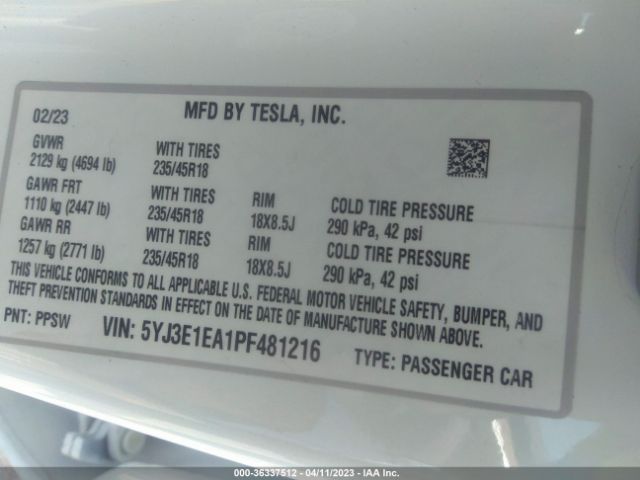 02/23
MFD BY TESLA, INC.
GVWR
2129 kg (4694 lb)
WITH TIRES
235/45R18
GAWR FRT
1110 kg (2447 lb)
WITH TIRES
235/45R18
RIM
18X8.5J
COLD TIRE PRESSURE
290 kPa, 42 psi
GAWR RR
1257 kg (2771 lb)
WITH TIRES
235/45R18
RIM
18X8.5J
COLD TIRE PRESSURE
290 kPa, 42 psi
THIS VEHICLE CONFORMS TO ALL APPLICABLE U.S. FEDERAL MOTOR VEHICLE SAFETY, BUMPER, AND
THEFT PREVENTION STANDARDS IN EFFECT ON THE DATE OF MANUFACTURE SHOWN ABOVE.
PNT: PPSW
VIN: 5YJ3E1EA1PF481216
TYPE: PASSENGER CAR
000-36337512 - 04/11/2023 - IAA Inc.